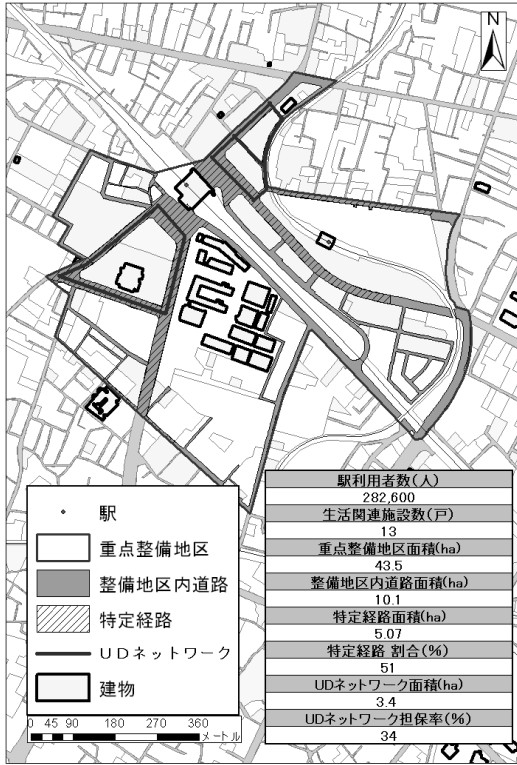 N
駅
重点整備地区
整備地区内道路
特定経路
UDネットワーク
建物
0 45 90 180 270 360
メートル
駅利用者数(人)
282,600
生活関連施設数(戸)
13
重点整備地区面積(ha)
43.5
整備地区内道路面積(ha)
10.1
特定経路面積(ha)
5.07
特定経路 割合(%)
51
UDネットワーク面積(ha)
3.4
UDネットワーク担保率(%)
34